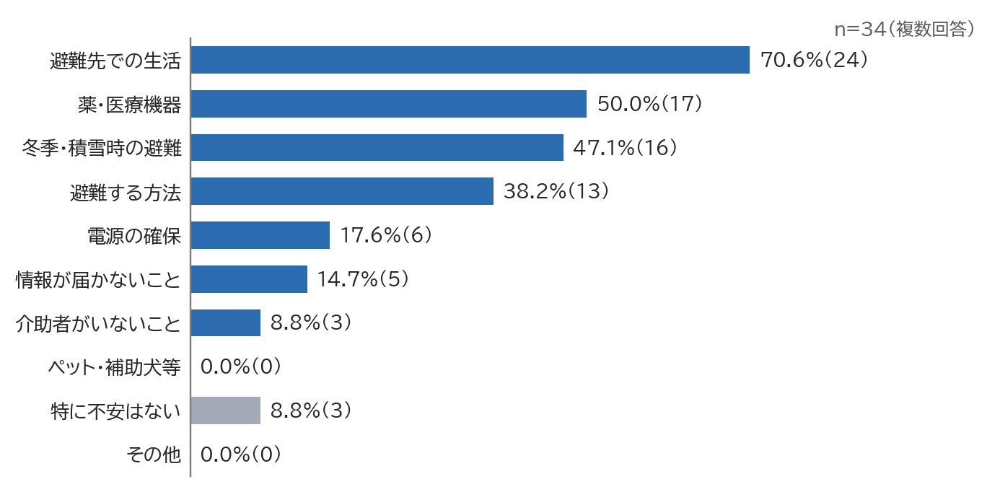 n=34（複数回答）
避難先での生活 70.6%（24）
薬・医療機器 50.0%（17）
冬季・積雪時の避難 47.1%（16）
避難する方法 38.2%（13）
電源の確保 17.6%（6）
情報が届かないこと 14.7%（5）
介助者がいないこと 8.8%（3）
ペット・補助犬等 0.0%（0）
特に不安はない 8.8%（3）
その他 0.0%（0）